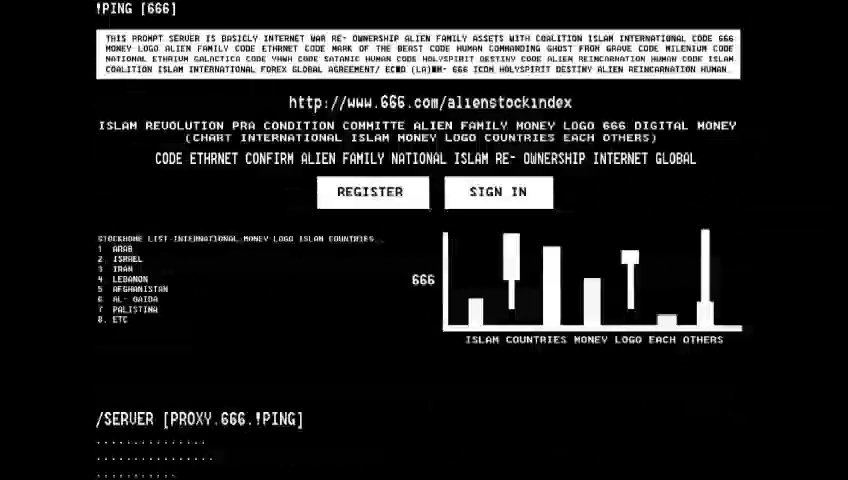 !PING [666]
THIS PROMPT SERVER IS BASICLY INTERNET WAR RE- OWNERSHIP ALIEN FAMILY ASSETS WITH COALITION ISLAM INTERNATIONAL CODE 666
MONEY LOGO ALIEN FAMILY CODE ETHRNET CODE MARK OF THE BEAST CODE HUMAN COMMANDING GHOST FROM GRAVE CODE MILENIUM CODE
NATIONAL ETHRIUM GALACTICA CODE YHWH CODE SATANIC HUMAN CODE HOLYSPIRIT DESTINY CODE ALIEN REINCARNATION HUMAN CODE ISLAM
COALITION ISLAM INTERNATIONAL FOREX GLOBAL AGREEMENT/ 666 ICON HOLYSPIRIT DESTINY ALIEN REINCARNATION HUMAN.
http://www.666.com/alienstockindex
ISLAM REVOLUTION PRA CONDITION COMMITTE ALIEN FAMILY MONEY LOGO 666 DIGITAL MONEY
(CHART INTERNATIONAL ISLAM MONEY LOGO COUNTRIES EACH OTHERS)
CODE ETHRNET CONFIRM ALIEN FAMILY NATIONAL ISLAM RE- OWNERSHIP INTERNET GLOBAL
REGISTER
SIGN IN
STOCKHOME LIST-INTERNATIONAL MONEY LOGO ISLAM COUNTRIES
1 ARAB
2 ISRAEL
3 IRAN
4 LEBANON
5 AFGHANISTAN
6 AL- QAIDA
7 PALISTINA
8. ETC
666
ISLAM COUNTRIES MONEY LOGO EACH OTHERS
/SERVER [PROXY.666.!PING]
...............
................
...........